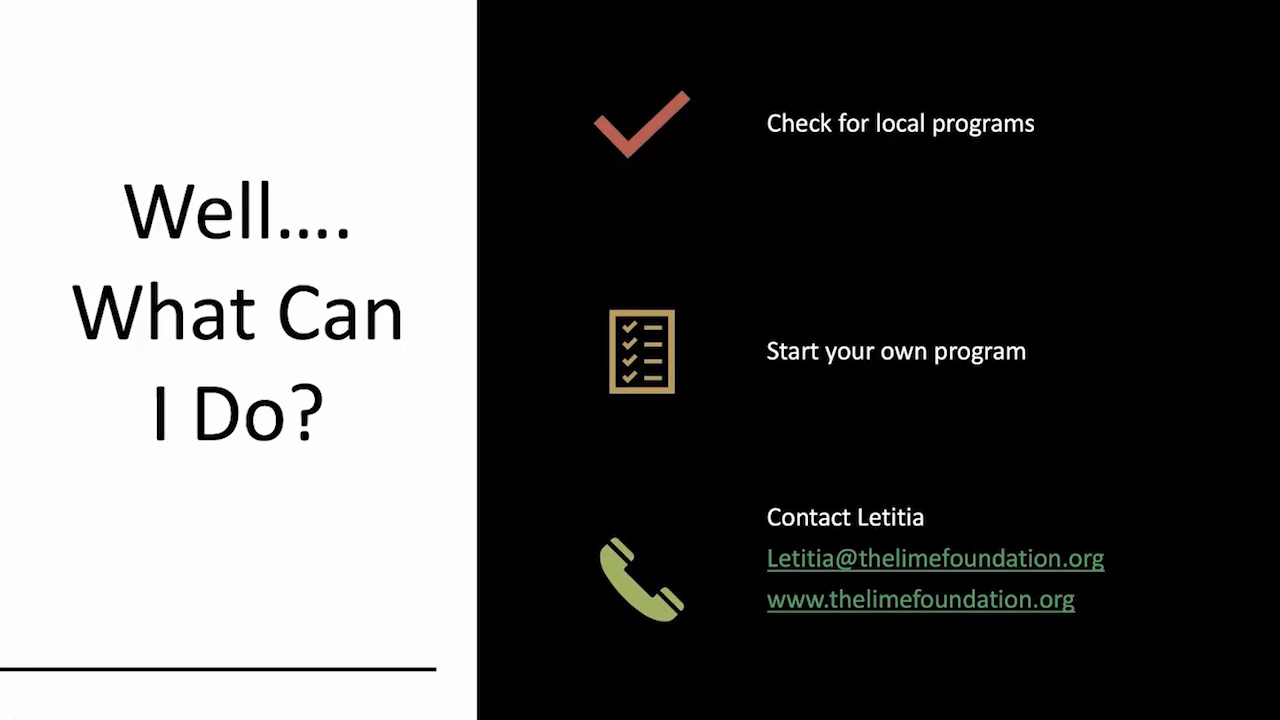 Well....
What Can
I Do?
Check for local programs
Start your own program
Contact Letitia
Letitia@thelimefoundation.org
www.thelimefoundation.org